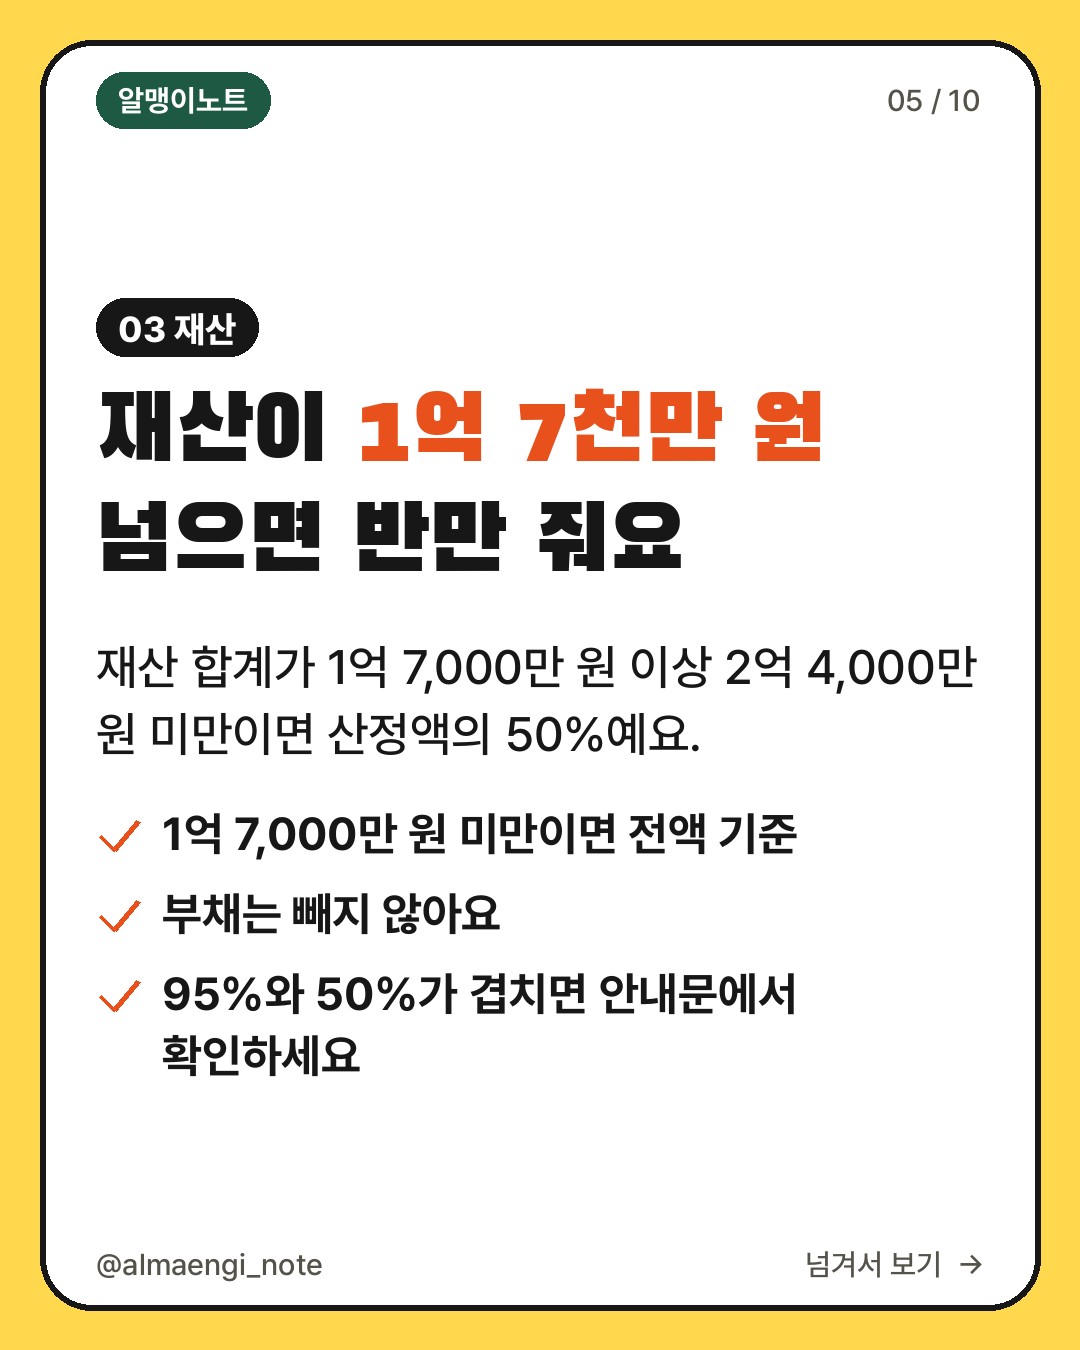 알맹이노트
05 / 10
03 재산
재산이 1억 7천만 원
넘으면 반만 줘요
재산 합계가 1억 7,000만 원 이상 2억 4,000만
원 미만이면 산정액의 50%예요.
1억 7,000만 원 미만이면 전액 기준
부채는 빼지 않아요
95%와 50%가 겹치면 안내문에서
확인하세요
@almaengi_note
넘겨서 보기 →